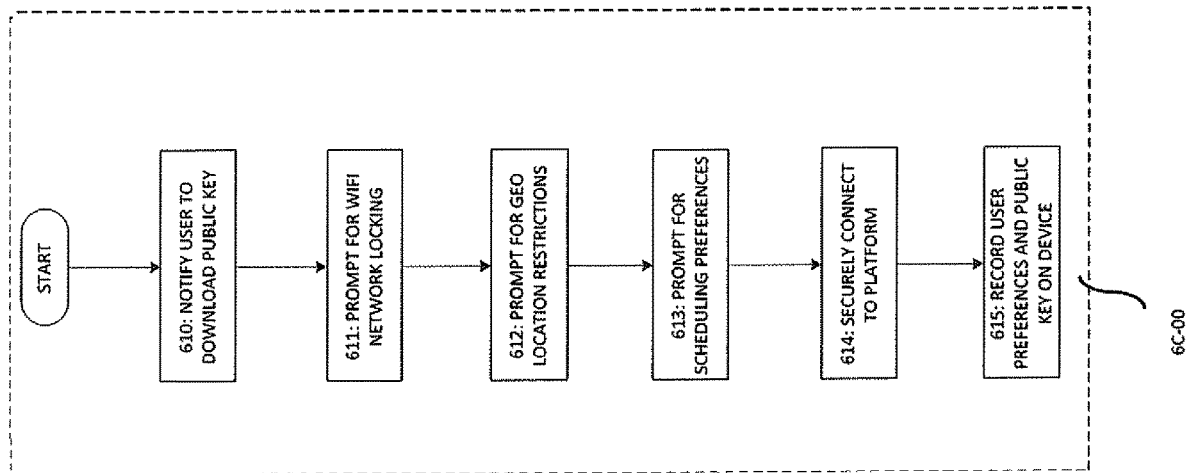 START
610: NOTIFY USER TO
DOWNLOAD PUBLIC KEY
611: PROMPT FOR WIFI
NETWORK LOCKING
612: PROMPT FOR GEO
LOCATION RESTRICTIONS
613: PROMPT FOR
SCHEDULING PREFERENCES
614: SECURELY CONNECT
TO PLATFORM
615: RECORD USER
PREFERENCES AND PUBLIC
KEY ON DEVICE
6C-00